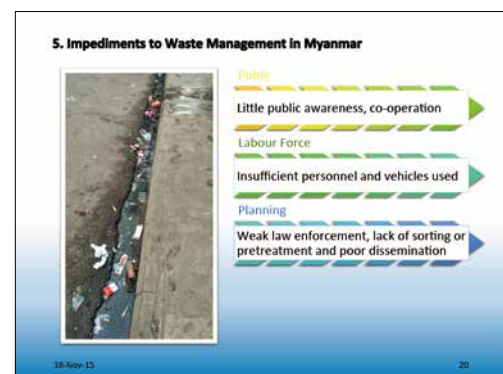 5. Impediments to Waste Management in Myanmar
Public
Little public awareness, co-operation
Labour Force
Insufficient personnel and vehicles used
Planning
Weak law enforcement, lack of sorting or
pretreatment and poor dissemination
18-Nov-15
20